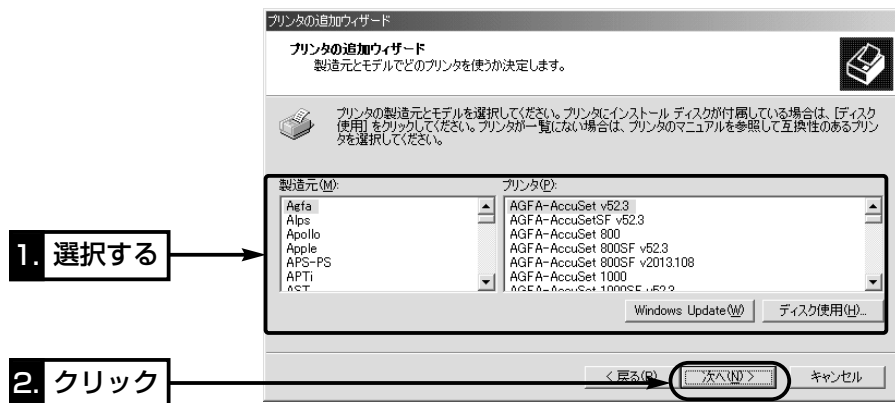 プリンタの追加ウィザード
プリンタの追加ウィザード
製造元とモデルでどのプリンタを使うか決定します。
プリンタの製造元とモデルを選択してください。プリンタにインストール ディスクが付属している場合は、[ディスク
使用] をクリックしてください。プリンタが一覧にない場合は、プリンタのマニュアルを参照して互換性のあるプリン
タを選択してください。
製造元(M):
Agfa
Alps
Apollo
Apple
APS-PS
APTi
AST
プリンタ(P):
AGFA-AccuSet v52.3
AGFA-AccuSetSF v52.3
AGFA-AccuSet 800
AGFA-AccuSet 800SF v52.3
AGFA-AccuSet 800SF v2013.108
AGFA-AccuSet 1000
AGFA-AccuSet 1000SF v52.3
1. 選択する
Windows Update(W)
ディスク使用(H)...
2. クリック
< 戻る(B)
次へ(N) >
キャンセル